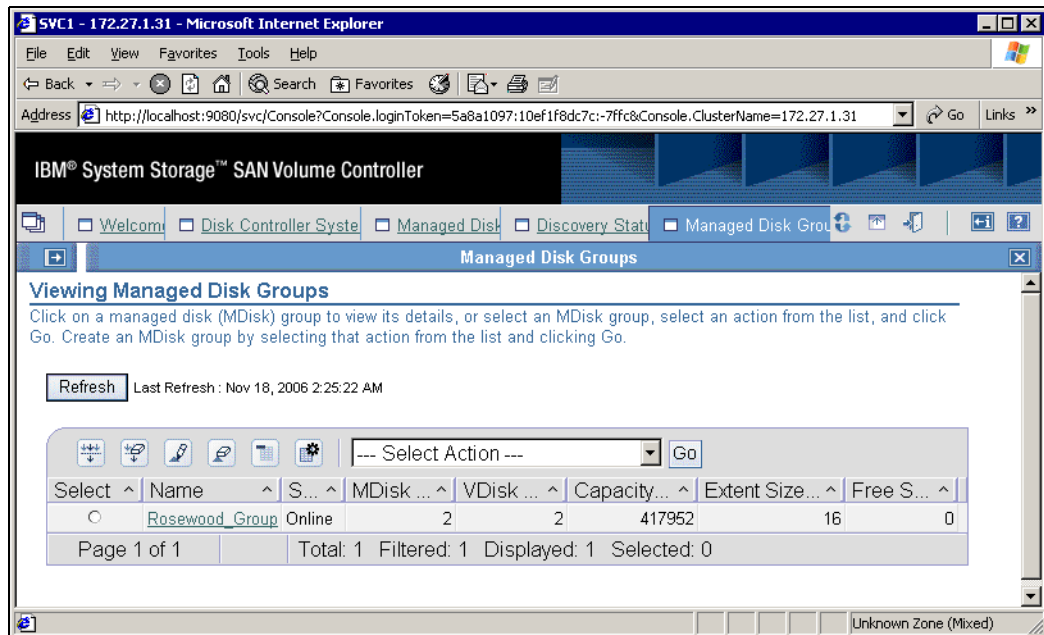 SVC1 - 172.27.1.31 - Microsoft Internet Explorer
File Edit View Favorites Tools Help
Back Search Favorites
Address http://localhost:9080/svc/Console?Console.loginToken=5a8a1097:10ef1f8dc7c:-7ffc&Console.ClusterName=172.27.1.31 Go Links »
IBM® System Storage™ SAN Volume Controller
Welcom Disk Controller Syste Managed Disk Discovery Statu Managed Disk Grou
Managed Disk Groups
Viewing Managed Disk Groups
Click on a managed disk (MDisk) group to view its details, or select an MDisk group, select an action from the list, and click
Go. Create an MDisk group by selecting that action from the list and clicking Go.
Refresh Last Refresh : Nov 18, 2006 2:25:22 AM
--- Select Action --- Go
Select ^ Name ^ S... ^ MDisk ... ^ VDisk ... ^ Capacity... ^ Extent Size... ^ Free S... ^
Rosewood_Group Online 2 2 417952 16 0
Page 1 of 1 Total: 1 Filtered: 1 Displayed: 1 Selected: 0
Unknown Zone (Mixed)